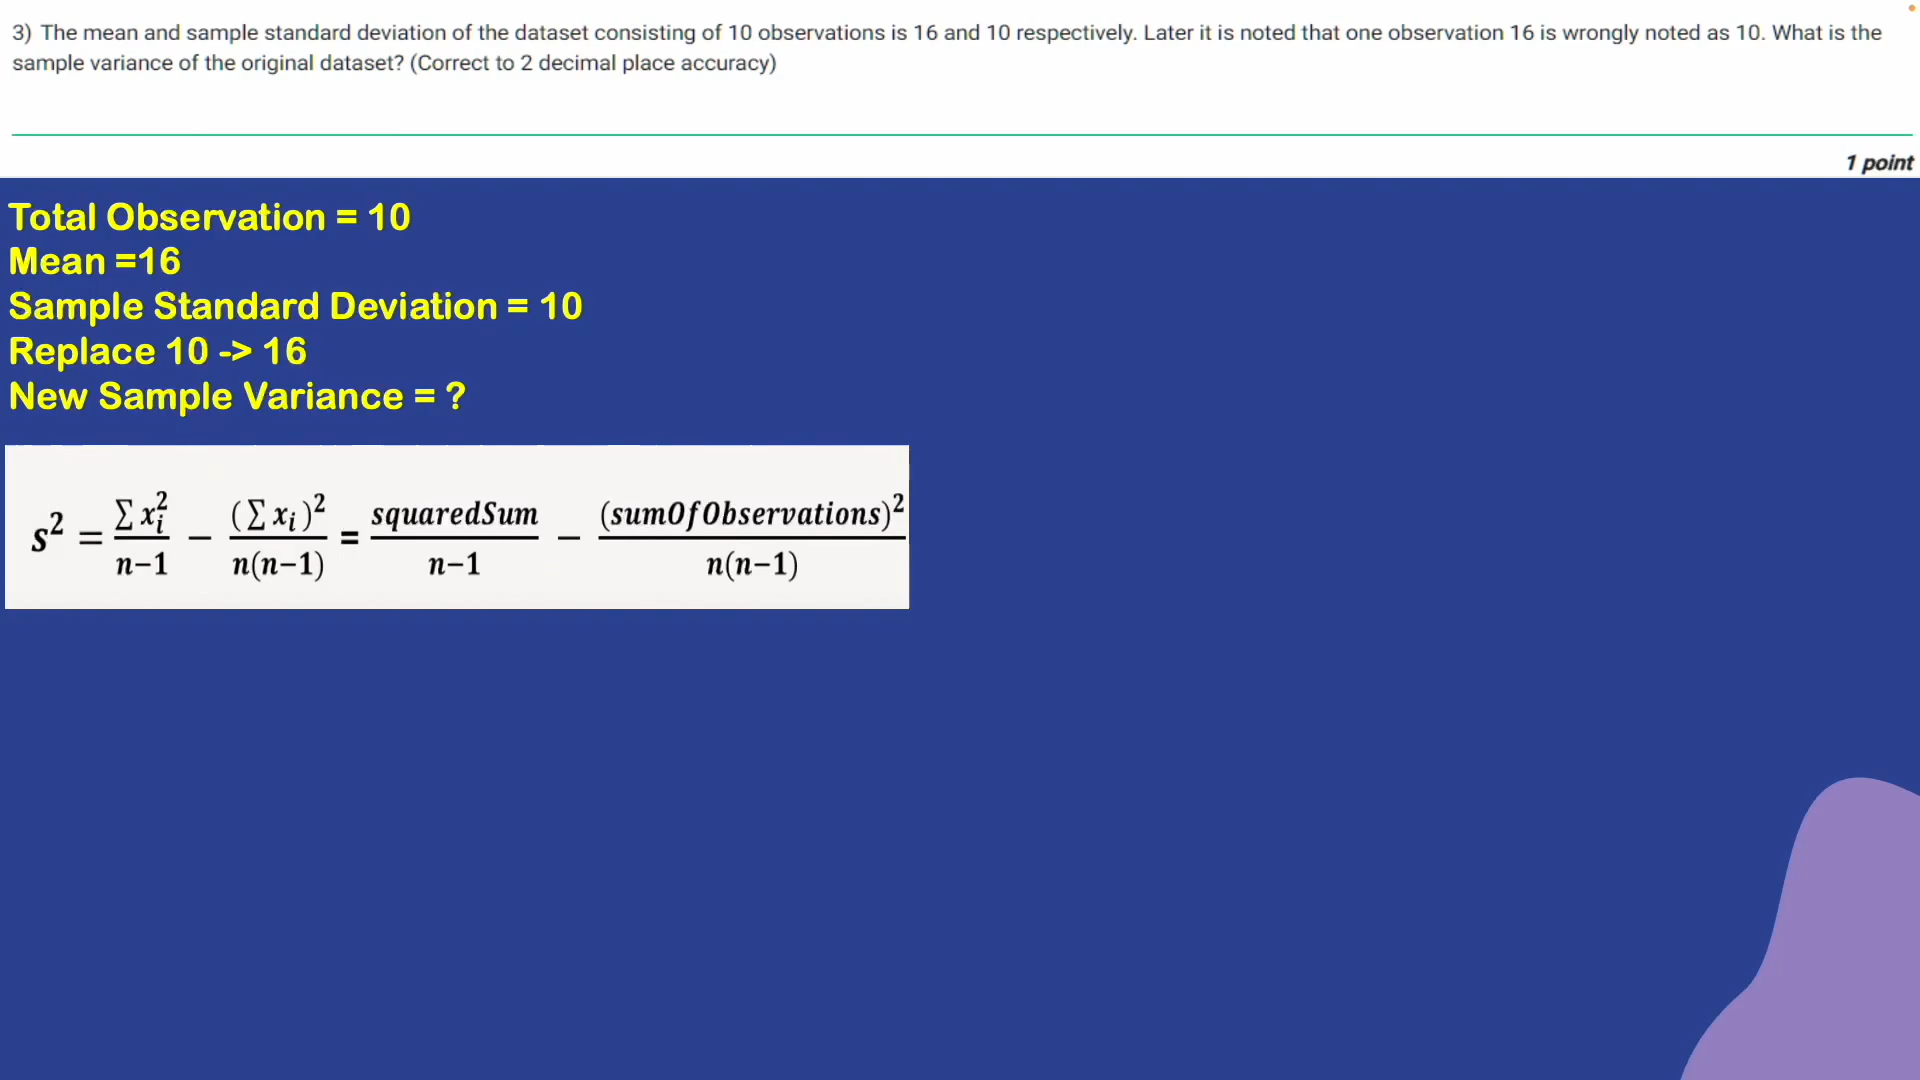 3) The mean and sample standard deviation of the dataset consisting of 10 observations is 16 and 10 respectively. Later it is noted that one observation 16 is wrongly noted as 10. What is the
sample variance of the original dataset? (Correct to 2 decimal place accuracy)
1 point
Total Observation = 10
Mean =16
Sample Standard Deviation = 10
Replace 10 -> 16
New Sample Variance = ?
s² = ∑xᵢ²/(n−1) − (∑xᵢ)²/n(n−1) = squaredSum/(n−1) − (sumOfObservations)²/n(n−1)